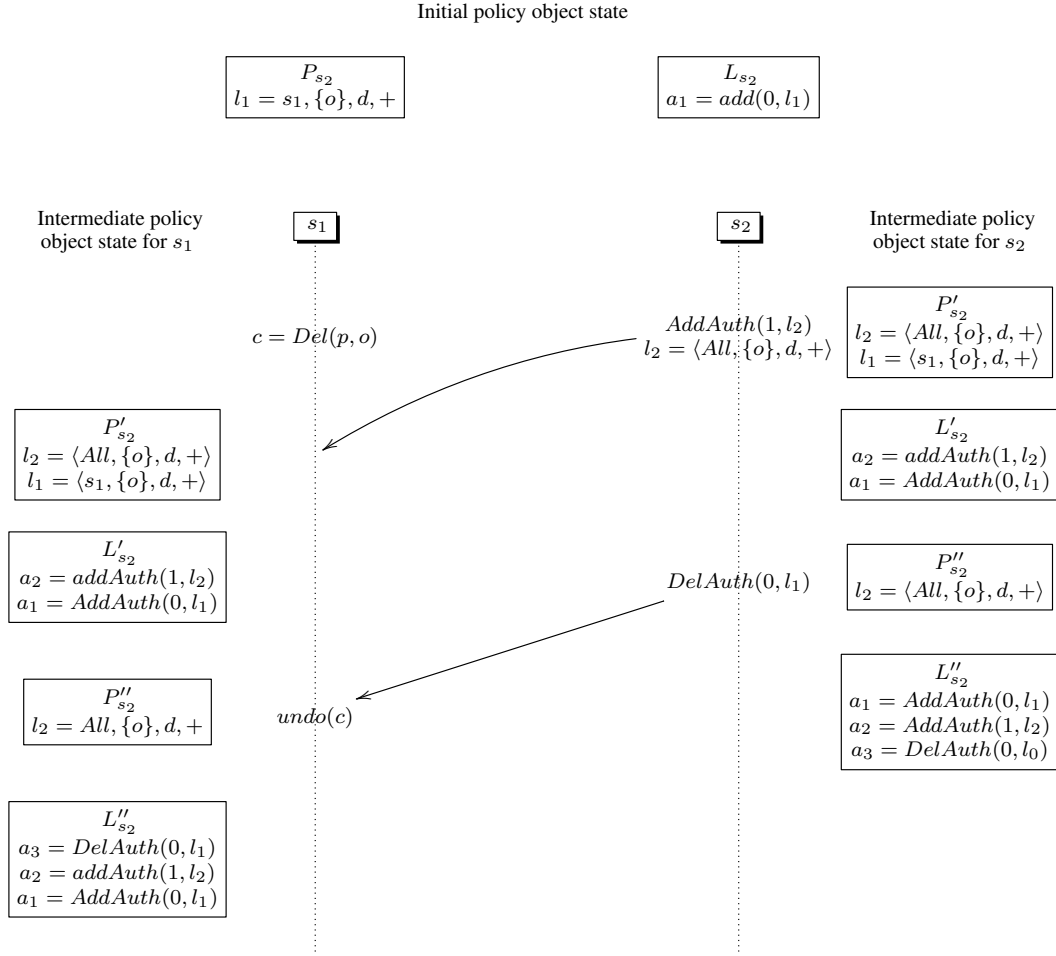 Initial policy object state
P_{s_2}
l_1 = s_1, {o}, d, +
L_{s_2}
a_1 = add(0, l_1)
Intermediate policy
object state for s_1
s_1
s_2
Intermediate policy
object state for s_2
c = Del(p, o)
AddAuth(1, l_2)
l_2 = ⟨All, {o}, d, +⟩
P'_{s_2}
l_2 = ⟨All, {o}, d, +⟩
l_1 = ⟨s_1, {o}, d, +⟩
P'_{s_2}
l_2 = ⟨All, {o}, d, +⟩
l_1 = ⟨s_1, {o}, d, +⟩
L'_{s_2}
a_2 = addAuth(1, l_2)
a_1 = AddAuth(0, l_1)
L'_{s_2}
a_2 = addAuth(1, l_2)
a_1 = AddAuth(0, l_1)
DelAuth(0, l_1)
P''_{s_2}
l_2 = ⟨All, {o}, d, +⟩
P''_{s_2}
l_2 = All, {o}, d, +
undo(c)
L''_{s_2}
a_1 = AddAuth(0, l_1)
a_2 = AddAuth(1, l_2)
a_3 = DelAuth(0, l_0)
L''_{s_2}
a_3 = DelAuth(0, l_1)
a_2 = addAuth(1, l_2)
a_1 = AddAuth(0, l_1)